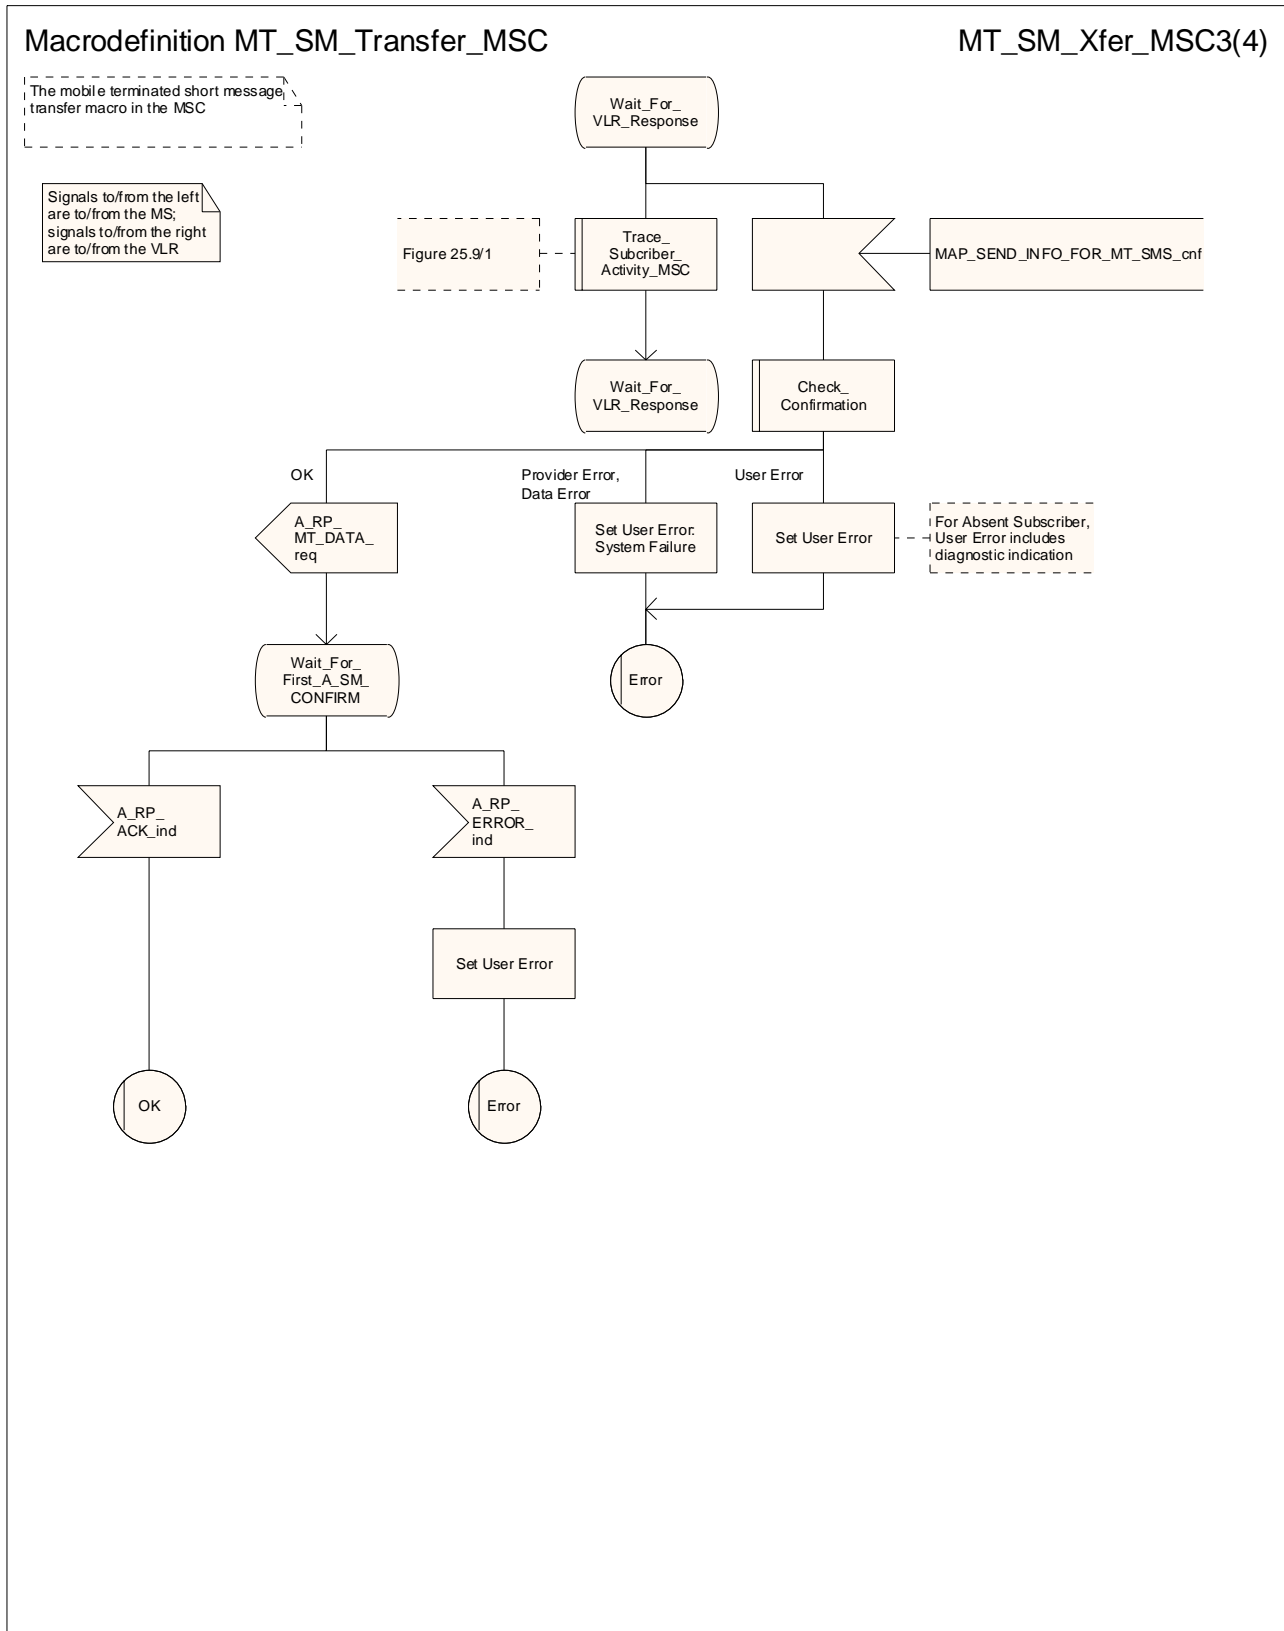 Macrodefinition MT_SM_Transfer_MSC
MT_SM_Xfer_MSC3(4)
The mobile terminated short message
transfer macro in the MSC
Signals to/from the left
are to/from the MS;
signals to/from the right
are to/from the VLR
Wait_For_
VLR_Response
Figure 25.9/1
Trace_
Subcriber_
Activity_MSC
MAP_SEND_INFO_FOR_MT_SMS_cnf
Wait_For_
VLR_Response
Check_
Confirmation
OK
Provider Error,
Data Error
User Error
A_RP_
MT_DATA_
req
Set User Error:
System Failure
Set User Error
For Absent Subscriber,
User Error includes
diagnostic indication
Wait_For_
First_A_SM_
CONFIRM
Error
A_RP_
ACK_ind
A_RP_
ERROR_
ind
Set User Error
OK
Error